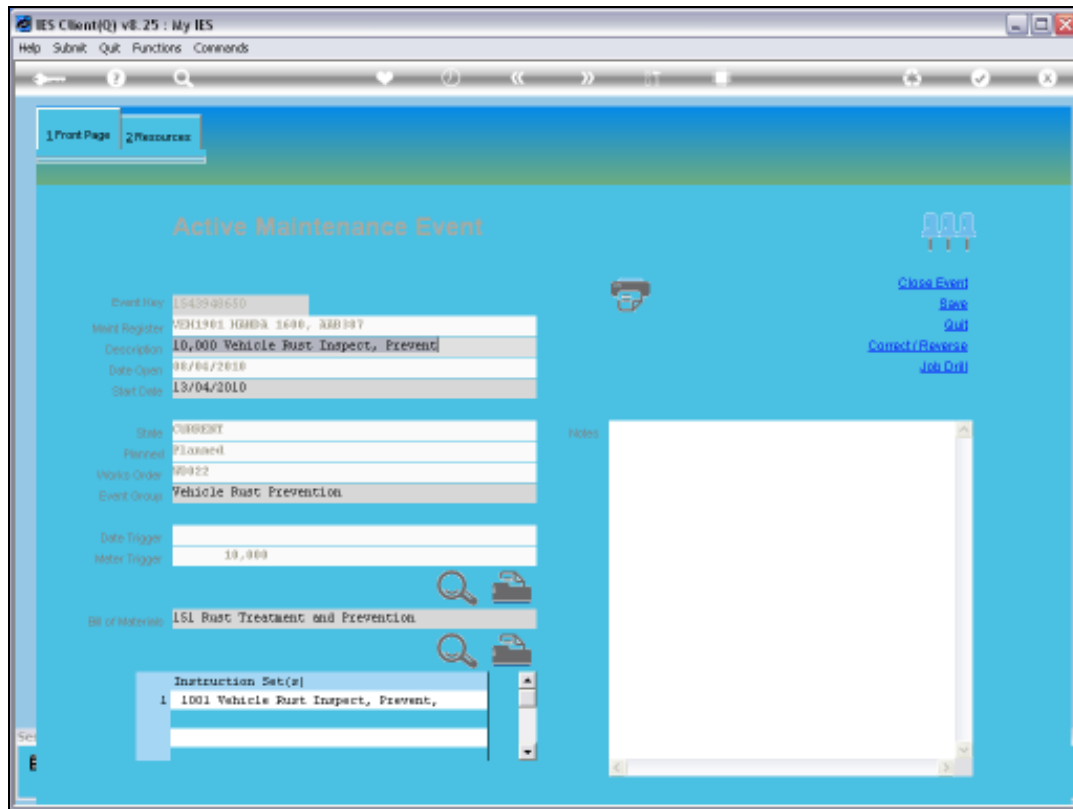 IES Client(Q) v8.25 : My IES
Help Submit Quit Functions Commands
1 Front Page 2 Resources
Active Maintenance Event
Close Event
Save
Quit
Correct / Reverse
Job Drill
Event Key 1543948650
Maint Register VEH1901 HONDA 1600, AAB387
Description 10,000 Vehicle Rust Inspect, Prevent
Date Open 08/04/2010
Start Date 13/04/2010
State CURRENT
Planned Planned
Works Order WO022
Event Group Vehicle Rust Prevention
Notes
Date Trigger
Meter Trigger 10,000
Bill of Materials 151 Rust Treatment and Prevention
Instruction Set(s)
1 1001 Vehicle Rust Inspect, Prevent,